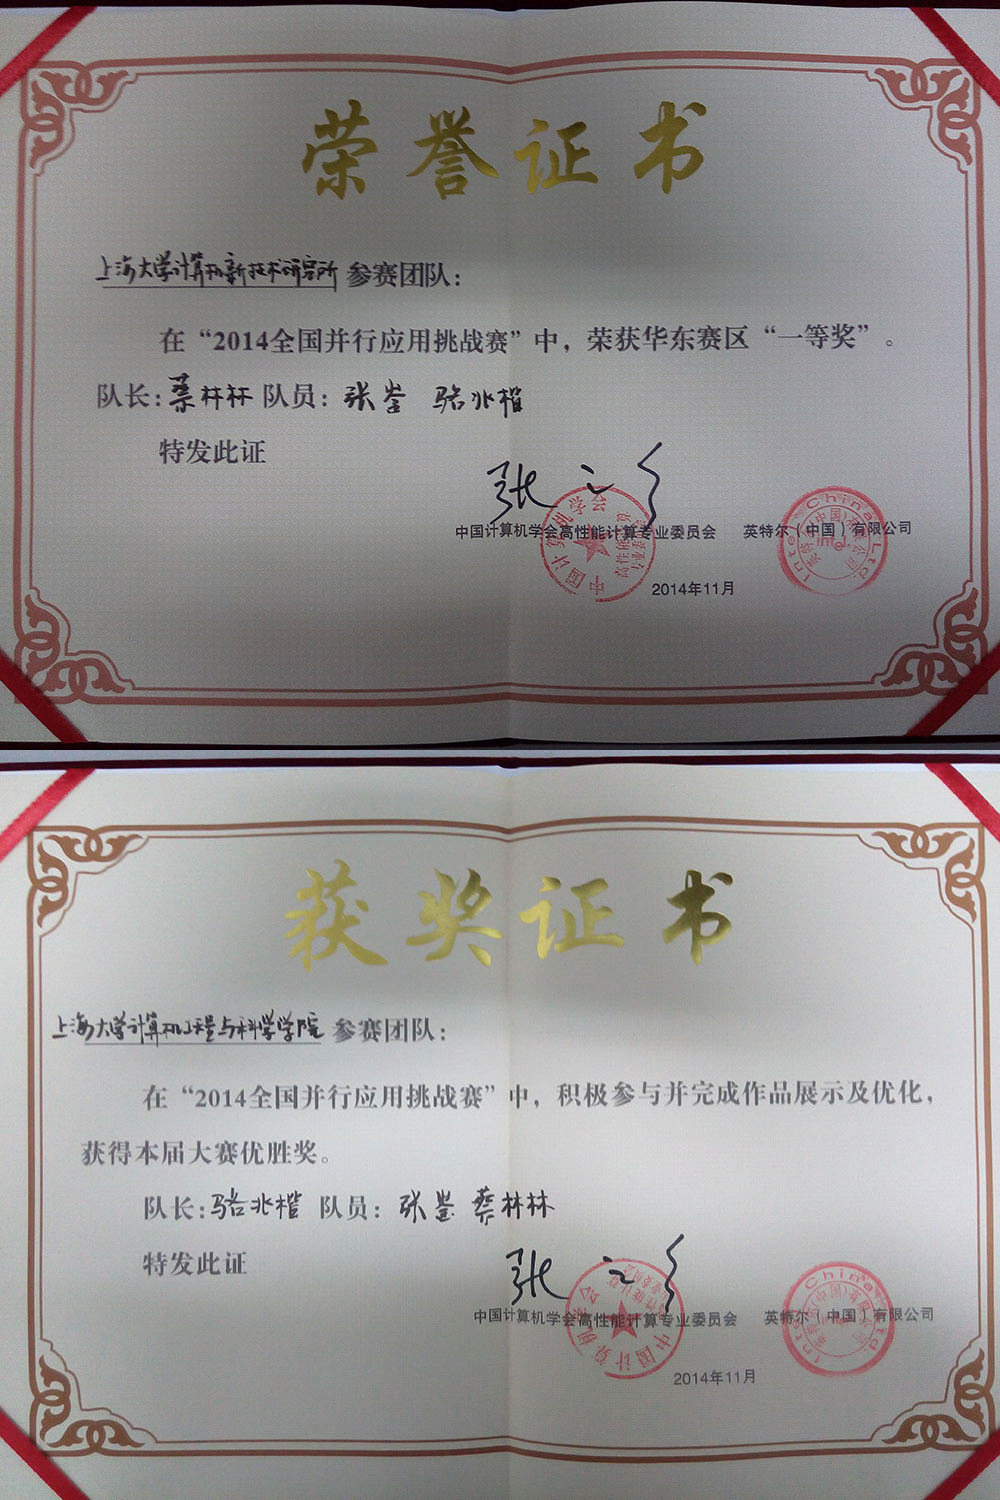 荣誉证书
上海大学计算机新技术研究所 参赛团队：
在“2014全国并行应用挑战赛”中，荣获华东赛区“一等奖”。
队长：蔡林林 队员：张崟 骆兆楷
特发此证
中国计算机学会高性能计算专业委员会 英特尔（中国）有限公司
2014年11月
获奖证书
上海大学计算机工程与科学学院 参赛团队：
在“2014全国并行应用挑战赛”中，积极参与并完成作品展示及优化，
获得本届大赛优胜奖。
队长：骆兆楷 队员：张崟 蔡林林
特发此证
中国计算机学会高性能计算专业委员会 英特尔（中国）有限公司
2014年11月